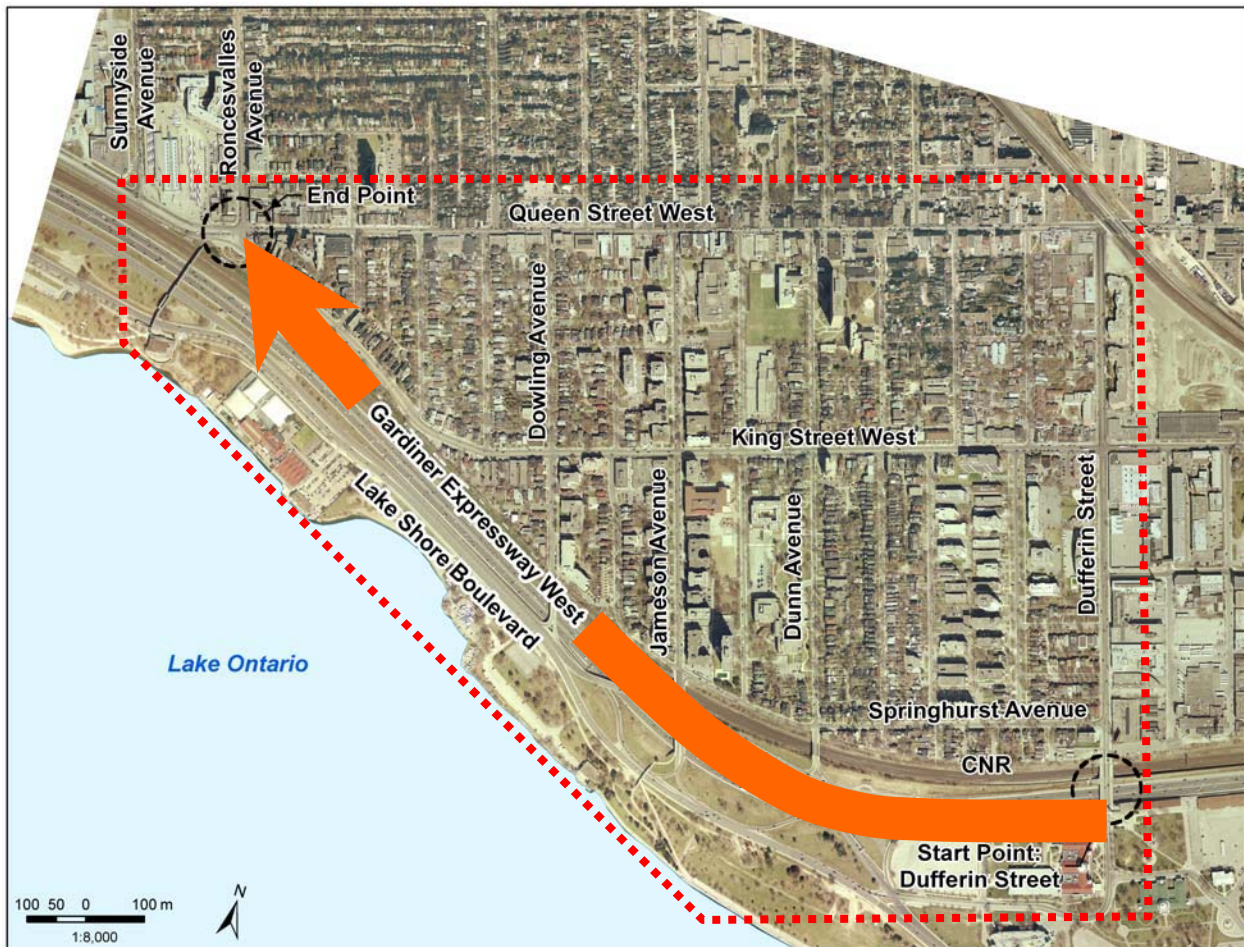 Sunnyside
Avenue
Roncesvalles
Avenue
End Point
Queen Street West
Dowling Avenue
King Street West
Gardiner Expressway West
Lake Shore Boulevard
Jameson Avenue
Dunn Avenue
Dufferin Street
Lake Ontario
Springhurst Avenue
CNR
Start Point:
Dufferin Street
N
100 50 0 100 m
1:8,000